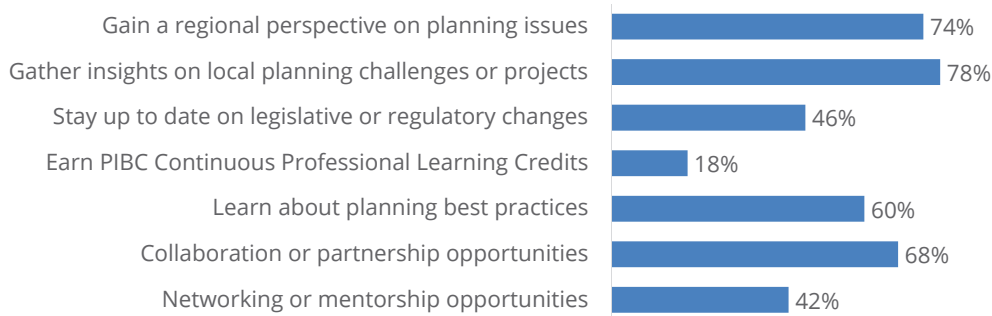 Gain a regional perspective on planning issues 74%
Gather insights on local planning challenges or projects 78%
Stay up to date on legislative or regulatory changes 46%
Earn PIBC Continuous Professional Learning Credits 18%
Learn about planning best practices 60%
Collaboration or partnership opportunities 68%
Networking or mentorship opportunities 42%